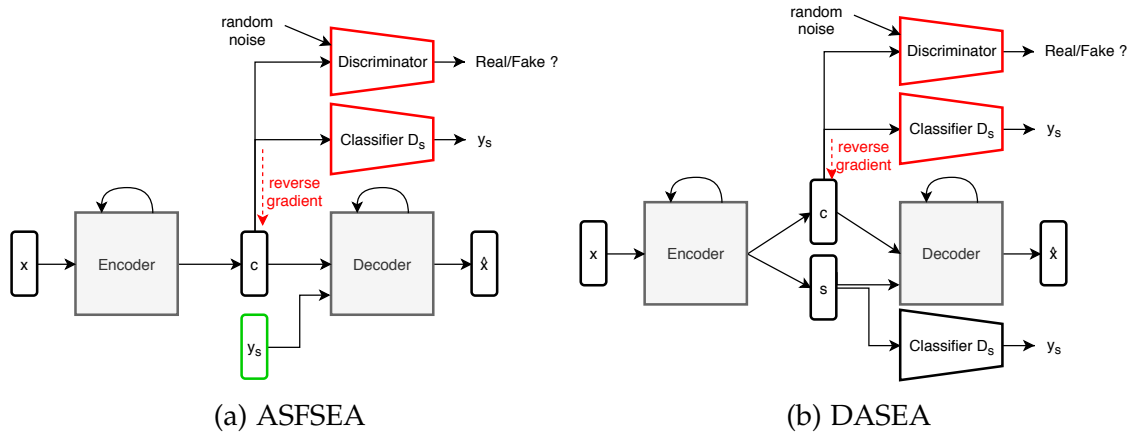 random
noise
Discriminator
Real/Fake ?
Classifier Dₛ
yₛ
reverse
gradient
x
Encoder
c
Decoder
x̂
yₛ
(a) ASFSEA
random
noise
Discriminator
Real/Fake ?
Classifier Dₛ
yₛ
reverse
gradient
c
x
Encoder
Decoder
x̂
s
Classifier Dₛ
yₛ
(b) DASEA